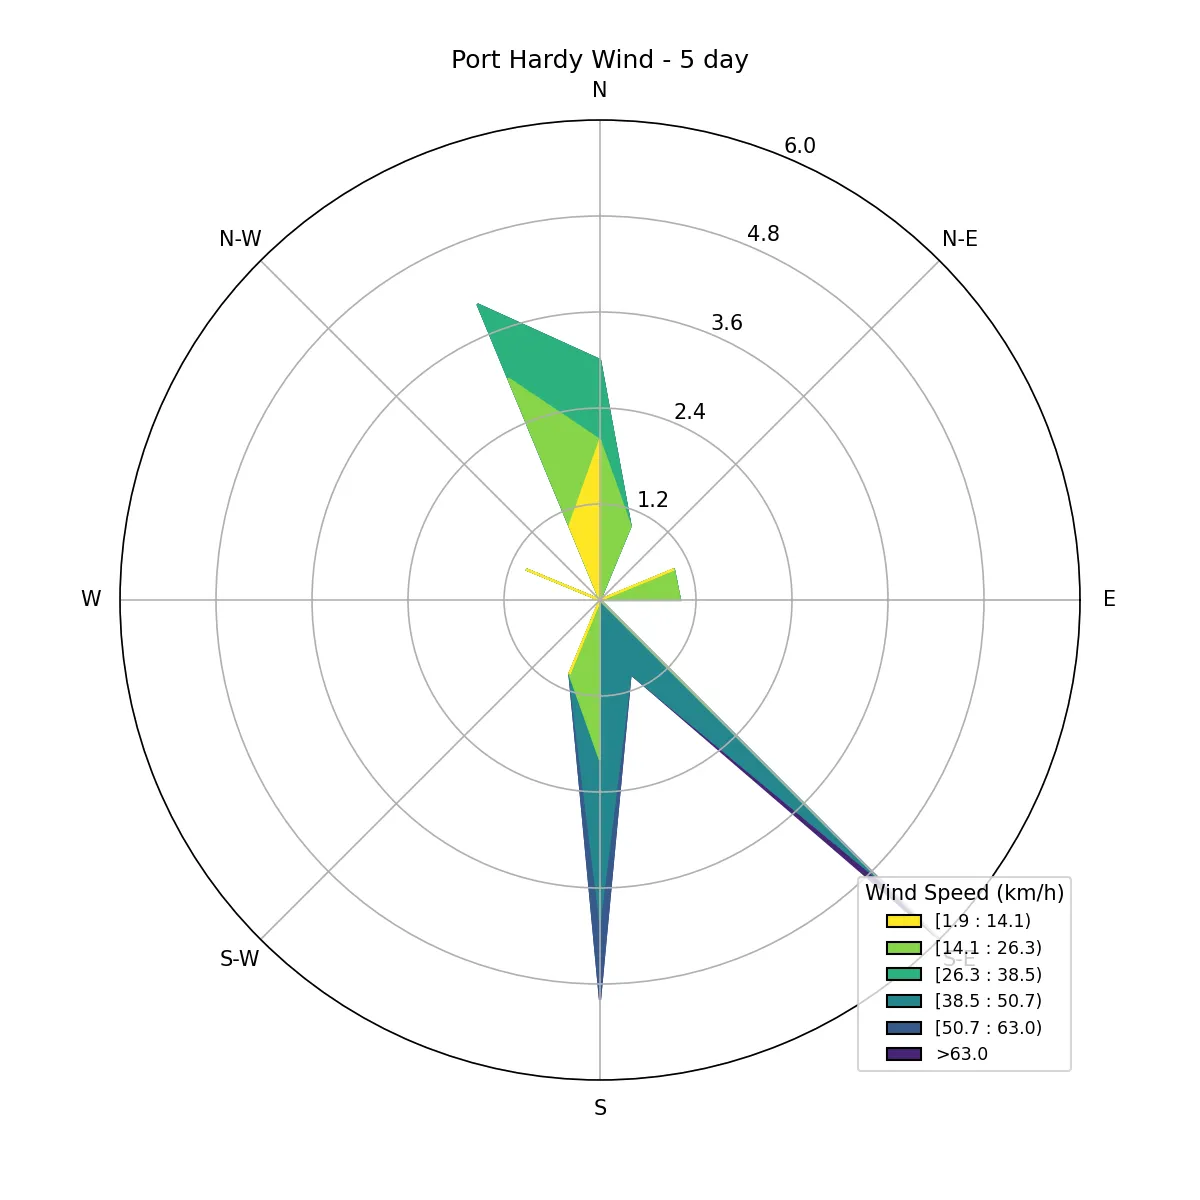 Port Hardy Wind - 5 day
N
6.0
N-W
4.8
N-E
3.6
2.4
1.2
W
E
Wind Speed (km/h)
[1.9 : 14.1)
[14.1 : 26.3)
S-W
S-E
[26.3 : 38.5)
[38.5 : 50.7)
[50.7 : 63.0)
>63.0
S